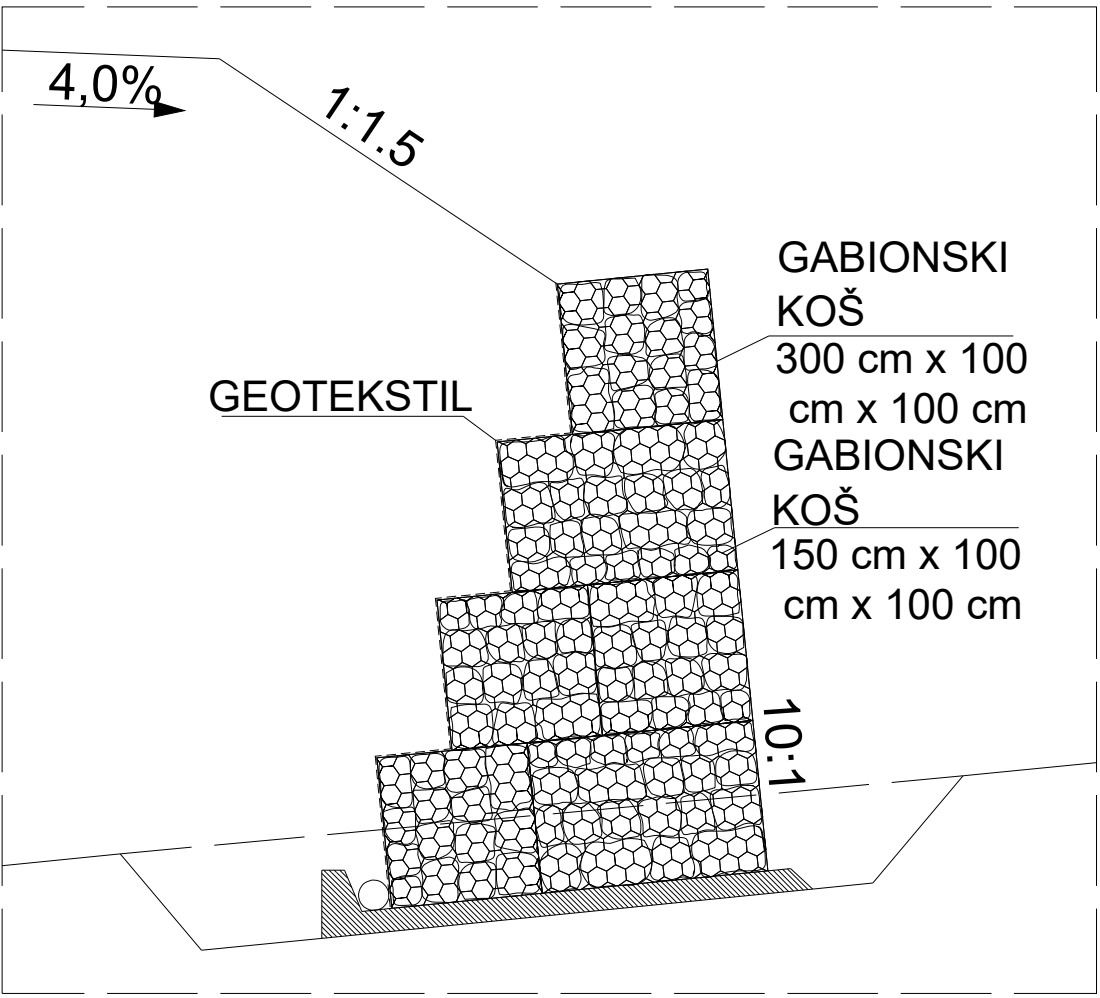 4,0%
1:1.5
GABIONSKI
KOŠ
300 cm x 100
cm x 100 cm
GEOTEKSTIL
GABIONSKI
KOŠ
150 cm x 100
cm x 100 cm
10:1